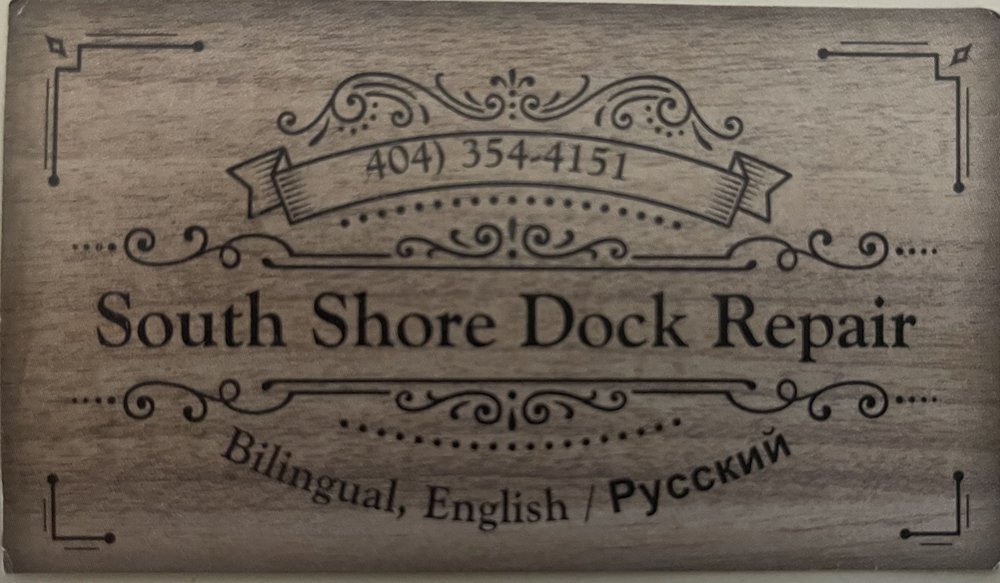 404) 354-4151
South Shore Dock Repair
Bilingual, English / Русский